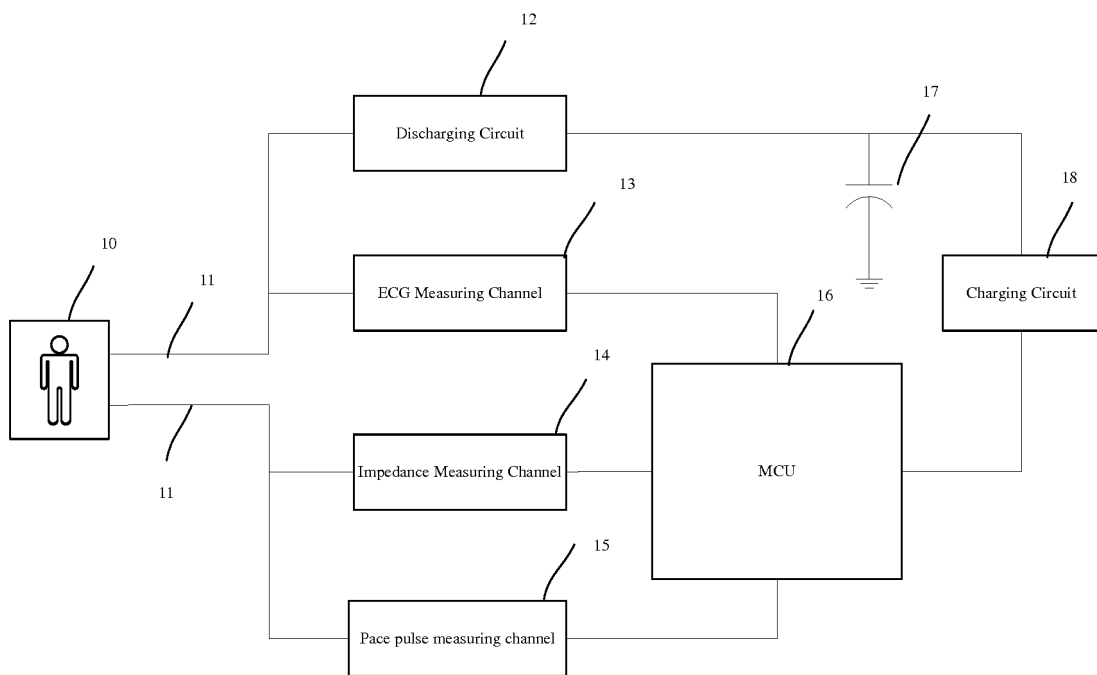 12
Discharging Circuit
17
13
18
10
ECG Measuring Channel
11
Charging Circuit
16
14
Impedance Measuring Channel
MCU
11
15
Pace pulse measuring channel